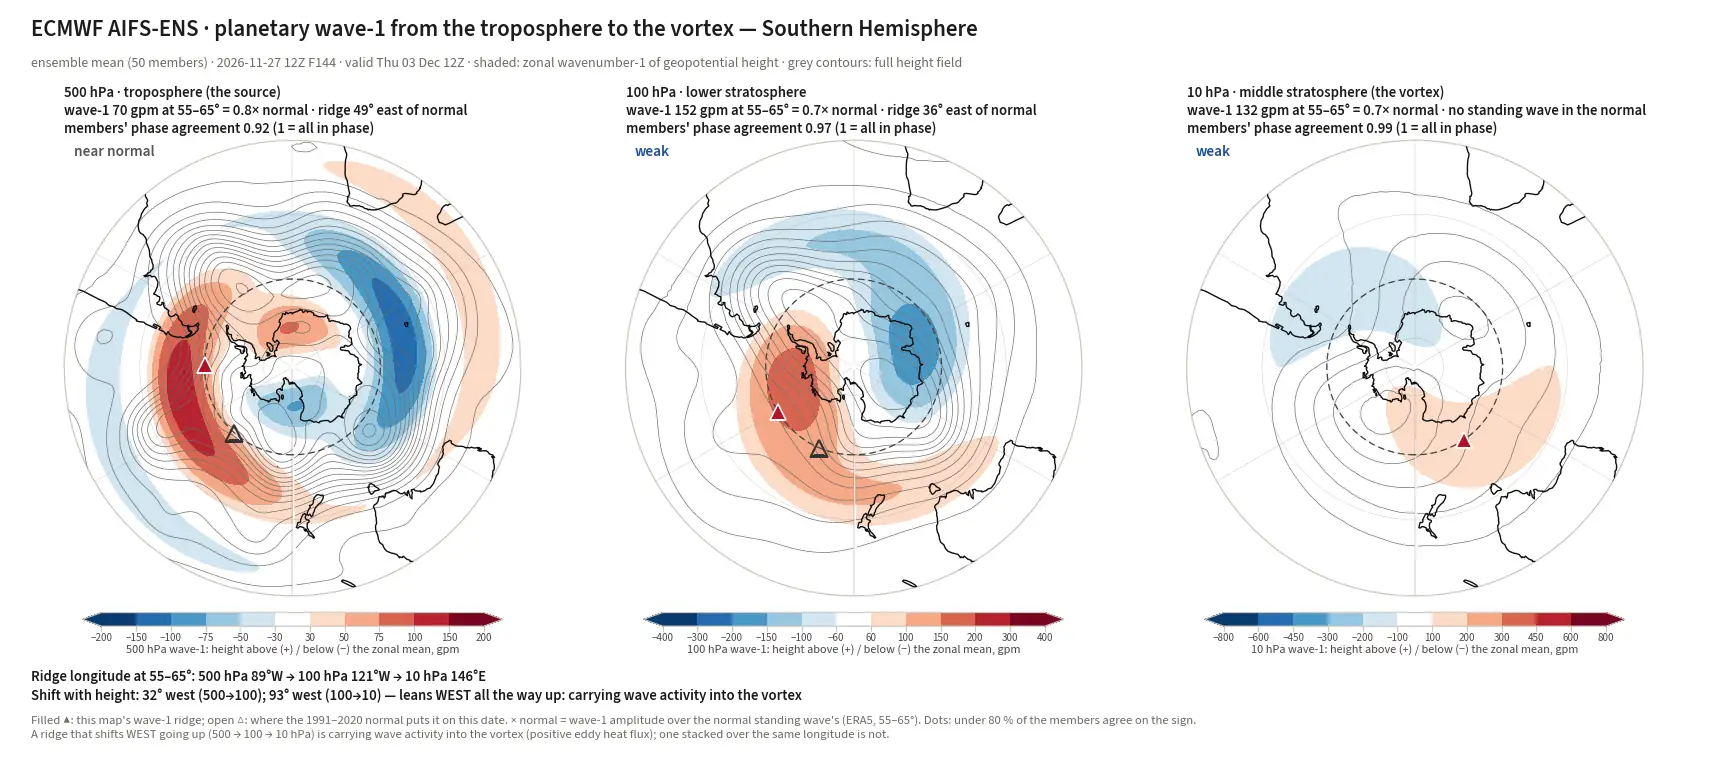 ECMWF AIFS-ENS · planetary wave-1 from the troposphere to the vortex — Southern Hemisphere
ensemble mean (50 members) · 2026-11-27 12Z F144 · valid Thu 03 Dec 12Z · shaded: zonal wavenumber-1 of geopotential height · grey contours: full height field
500 hPa · troposphere (the source)
wave-1 70 gpm at 55–65° = 0.8× normal · ridge 49° east of normal
members' phase agreement 0.92 (1 = all in phase)
near normal
100 hPa · lower stratosphere
wave-1 152 gpm at 55–65° = 0.7× normal · ridge 36° east of normal
members' phase agreement 0.97 (1 = all in phase)
weak
10 hPa · middle stratosphere (the vortex)
wave-1 132 gpm at 55–65° = 0.7× normal · no standing wave in the normal
members' phase agreement 0.99 (1 = all in phase)
weak
−200 −150 −100 −75 −50 −30 30 50 75 100 150 200
500 hPa wave-1: height above (+) / below (−) the zonal mean, gpm
−400 −300 −200 −150 −100 −60 60 100 150 200 300 400
100 hPa wave-1: height above (+) / below (−) the zonal mean, gpm
−800 −600 −450 −300 −200 −100 100 200 300 450 600 800
10 hPa wave-1: height above (+) / below (−) the zonal mean, gpm
Ridge longitude at 55–65°: 500 hPa 89°W → 100 hPa 121°W → 10 hPa 146°E
Shift with height: 32° west (500→100); 93° west (100→10) — leans WEST all the way up: carrying wave activity into the vortex
Filled ▲: this map's wave-1 ridge; open △: where the 1991–2020 normal puts it on this date. × normal = wave-1 amplitude over the normal standing wave's (ERA5, 55–65°). Dots: under 80 % of the members agree on the sign.
A ridge that shifts WEST going up (500 → 100 → 10 hPa) is carrying wave activity into the vortex (positive eddy heat flux); one stacked over the same longitude is not.